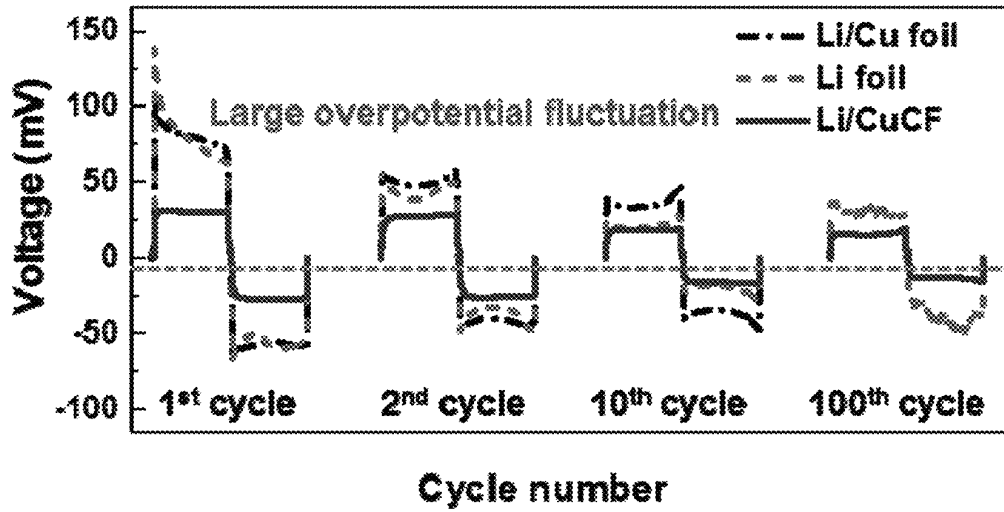 150
100
50
0
-50
-100
Voltage (mV)
Li/Cu foil
Li foil
Li/CuCF
Large overpotential fluctuation
1st cycle
2nd cycle
10th cycle
100th cycle
Cycle number